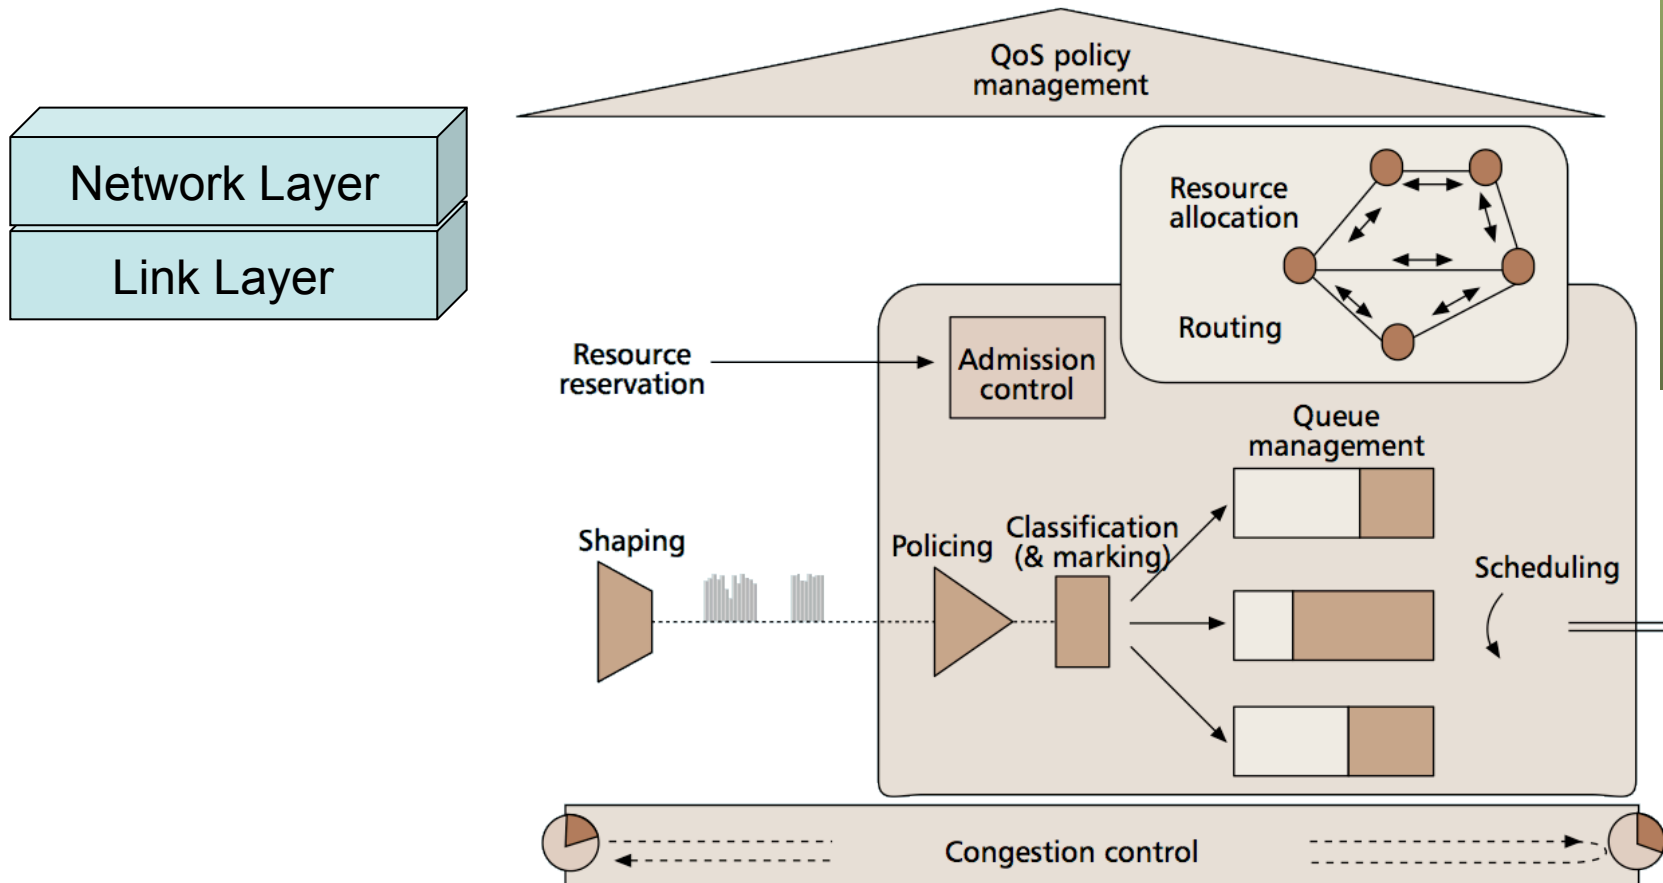 QoS policy
management
Network Layer
Link Layer
Resource
allocation
Routing
Resource
reservation
Admission
control
Queue
management
Shaping
Policing
Classification
(& marking)
Scheduling
Congestion control